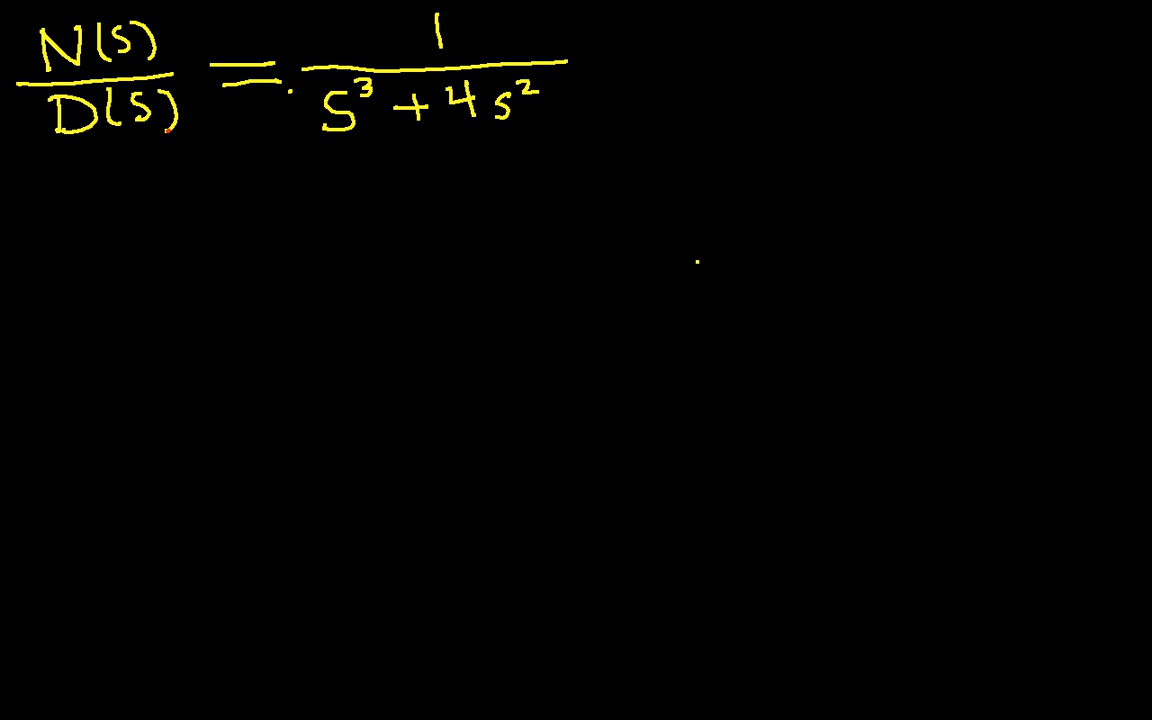 N(s)/D(s) = 1/(s³ + 4s²)